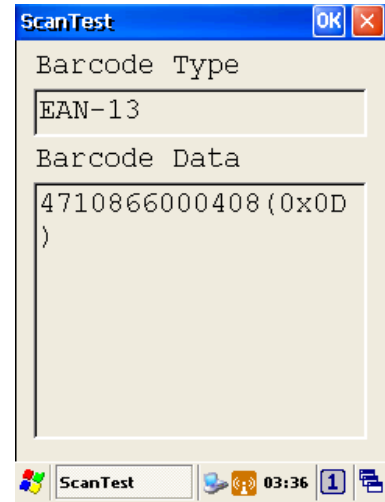 ScanTest OK
Barcode Type
EAN-13
Barcode Data
4710866000408(0x0D
)
ScanTest 03:36 1